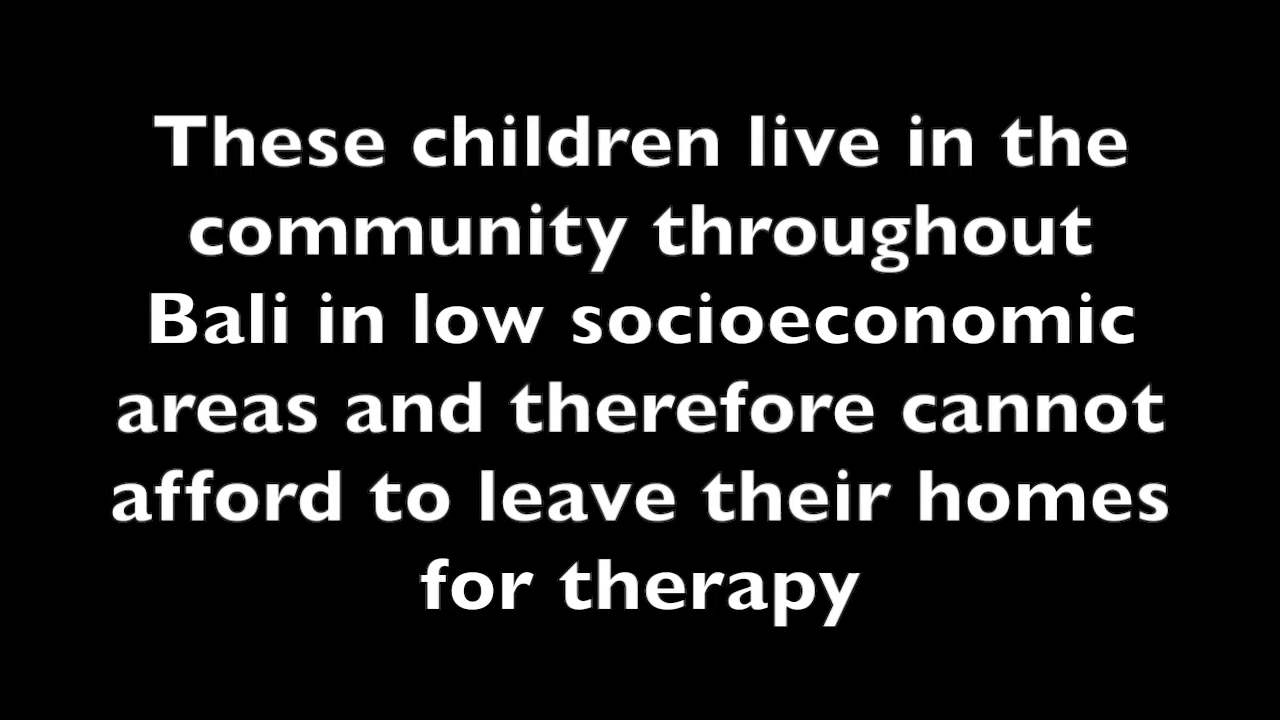 These children live in the
community throughout
Bali in low socioeconomic
areas and therefore cannot
afford to leave their homes
for therapy